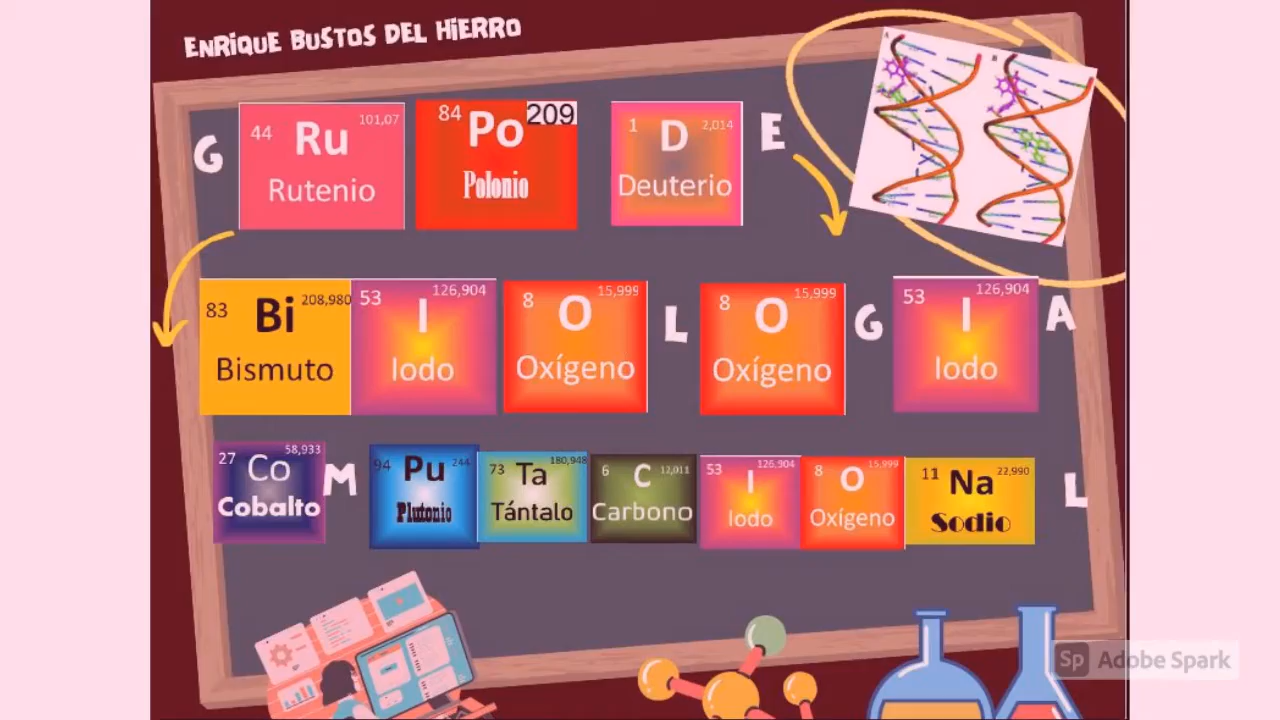 ENRIQUE BUSTOS DEL HIERRO
G 44 Ru 101,07 Rutenio 84 Po 209 Polonio 1 D 2,014 Deuterio E A B
83 Bi 208,980 Bismuto 53 I 126,904 Iodo 8 O 15,999 Oxígeno L 8 O 15,999 Oxígeno G 53 I 126,904 Iodo A
27 Co 58,933 Cobalto M 94 Pu 244 Plutonio 73 Ta 180,948 Tántalo 6 C 12,011 Carbono 53 I 126,904 Iodo 8 O 15,999 Oxígeno 11 Na 22,990 Sodio L
Sp Adobe Spark